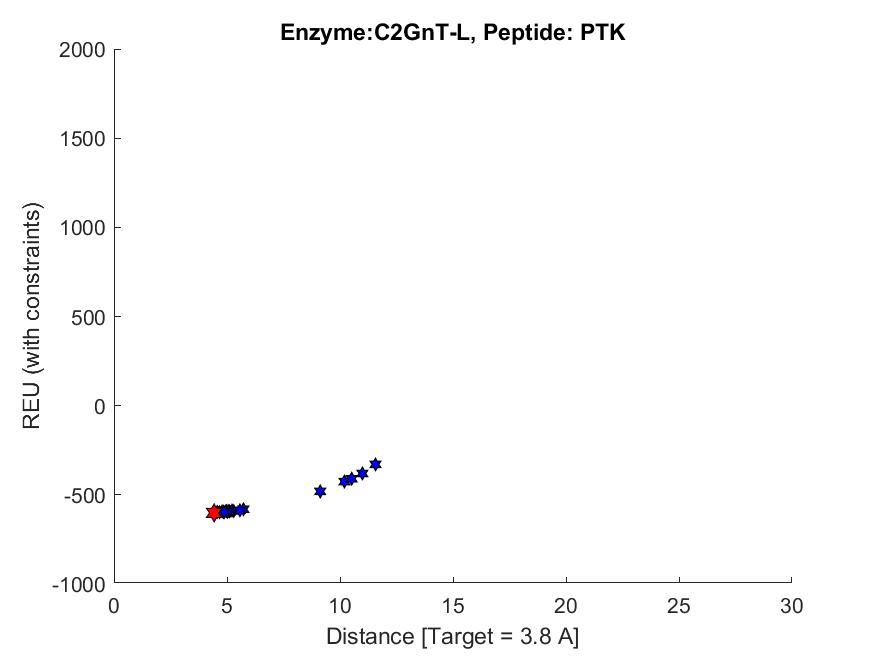 Enzyme:C2GnT-L, Peptide: PTK
2000
1500
1000
500
0
-500
-1000
REU (with constraints)
0 5 10 15 20 25 30
Distance [Target = 3.8 A]